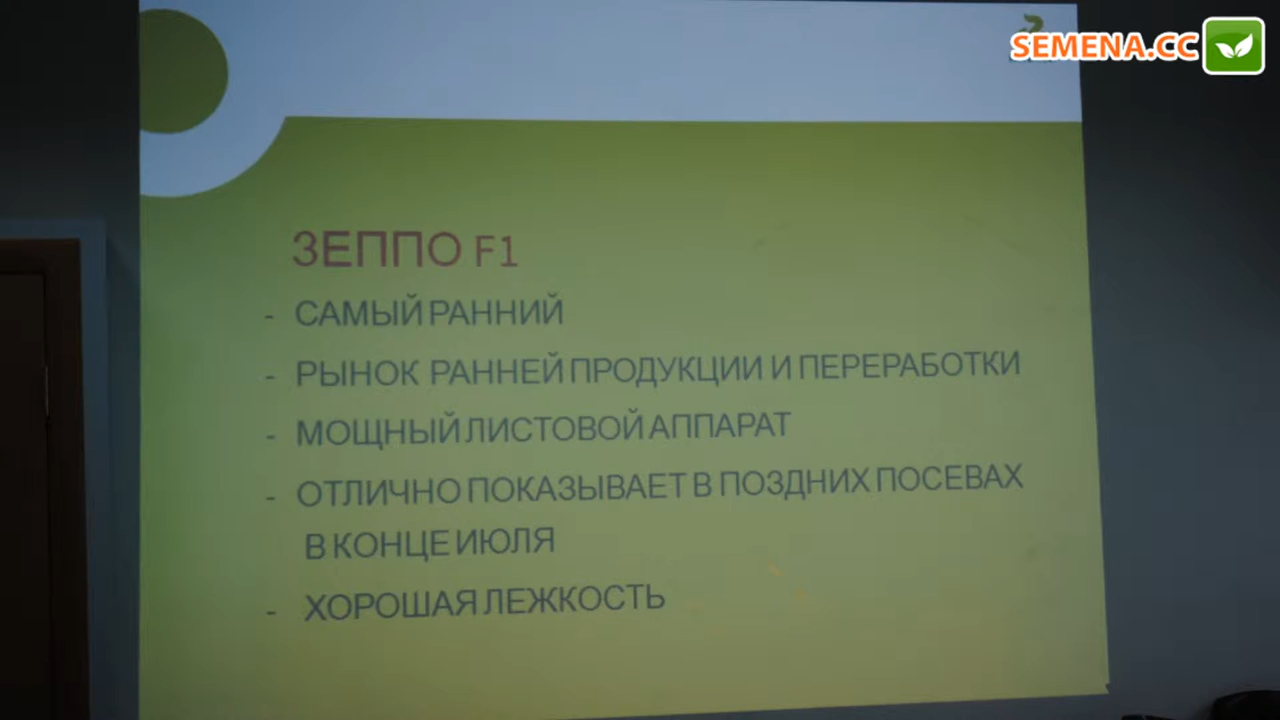 SEMENA.CC
ЗЕППО F1
- САМЫЙ РАННИЙ
- РЫНОК РАННЕЙ ПРОДУКЦИИ И ПЕРЕРАБОТКИ
- МОЩНЫЙ ЛИСТОВОЙ АППАРАТ
- ОТЛИЧНО ПОКАЗЫВАЕТ В ПОЗДНИХ ПОСЕВАХ
В КОНЦЕ ИЮЛЯ
- ХОРОШАЯ ЛЕЖКОСТЬ